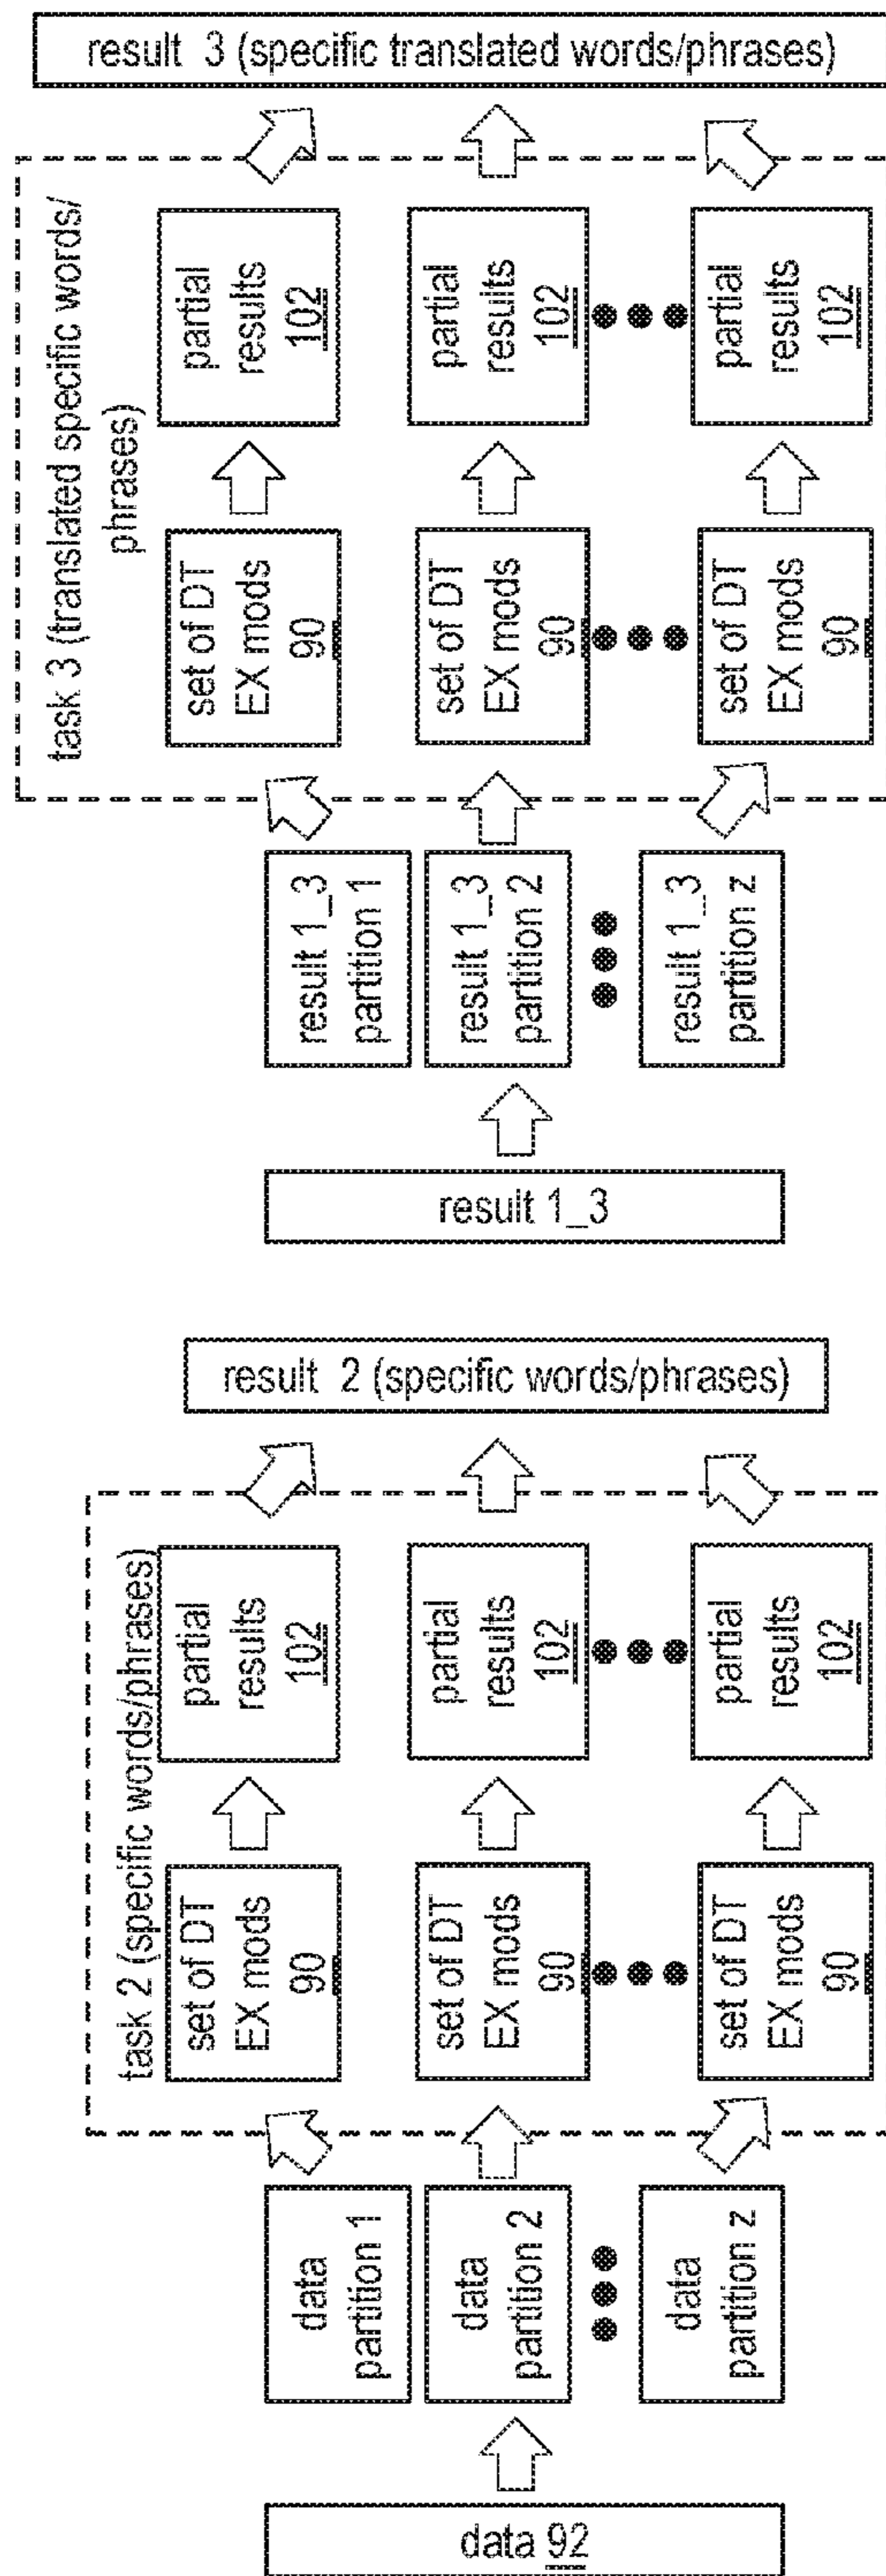 task 2 (specific words/phrases)
data 92
data
partition 1
data
partition 2
data
partition z
set of DT
EX mods
90
set of DT
EX mods
90
set of DT
EX mods
90
partial
results
102
partial
results
102
partial
results
102
result 2 (specific words/phrases)
task 3 (translated specific words/
phrases)
result 1_3
result 1_3
partition 1
result 1_3
partition 2
result 1_3
partition z
set of DT
EX mods
90
set of DT
EX mods
90
set of DT
EX mods
90
partial
results
102
partial
results
102
partial
results
102
result 3 (specific translated words/phrases)